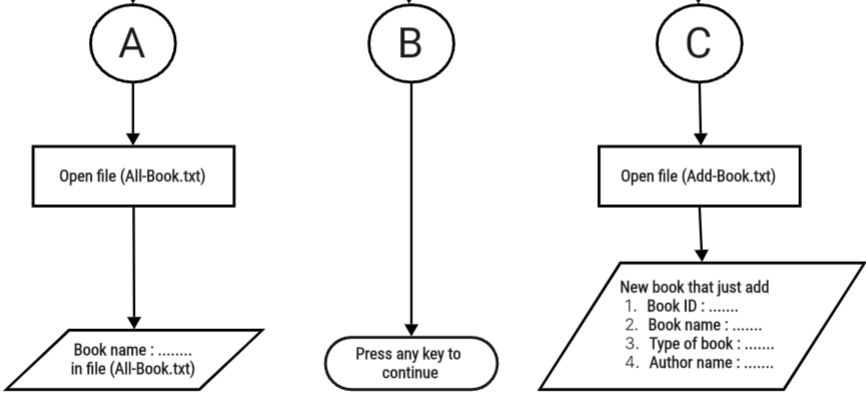 A
B
C
Open file (All-Book.txt)
Open file (Add-Book.txt)
Book name : ........
in file (All-Book.txt)
Press any key to
continue
New book that just add
1. Book ID : .......
2. Book name : .......
3. Type of book : .......
4. Author name : .......